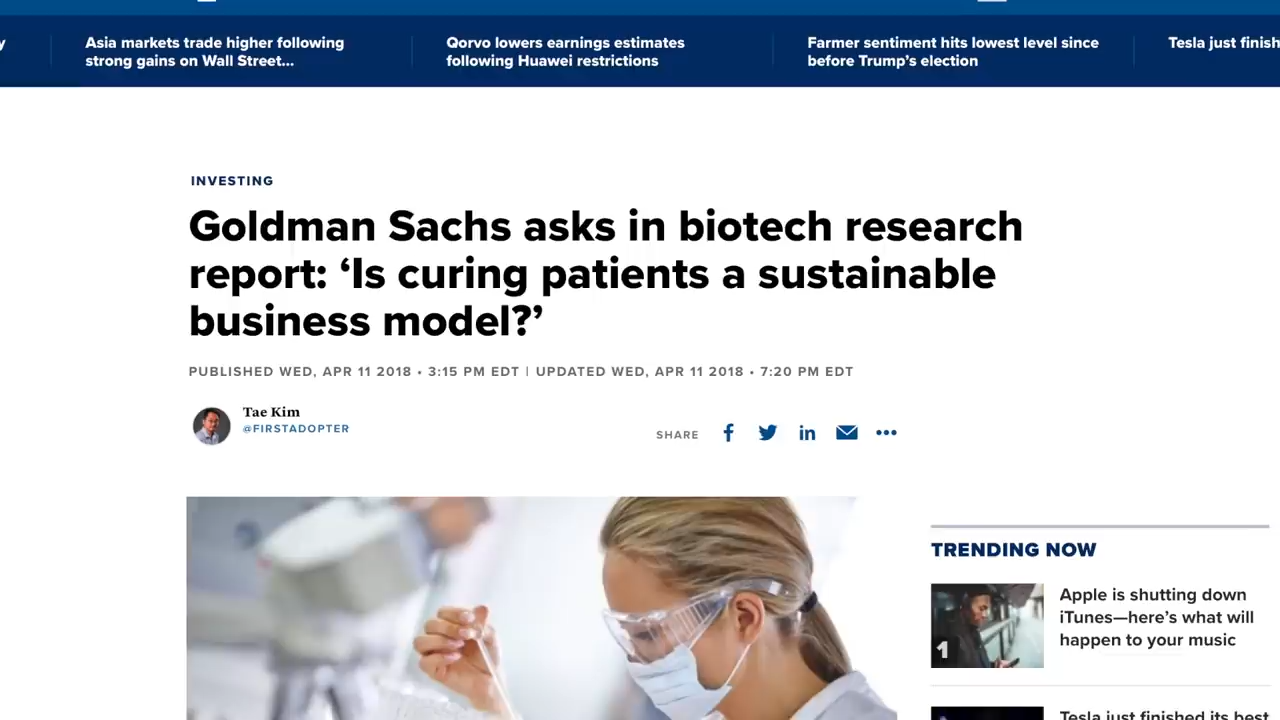 y
Asia markets trade higher following
strong gains on Wall Street...
Qorvo lowers earnings estimates
following Huawei restrictions
Farmer sentiment hits lowest level since
before Trump's election
Tesla just finish
INVESTING
Goldman Sachs asks in biotech research
report: ‘Is curing patients a sustainable
business model?’
PUBLISHED WED, APR 11 2018 • 3:15 PM EDT | UPDATED WED, APR 11 2018 • 7:20 PM EDT
Tae Kim
@FIRSTADOPTER
SHARE
TRENDING NOW
1
Apple is shutting down
iTunes—here’s what will
happen to your music
Tesla just finished its best